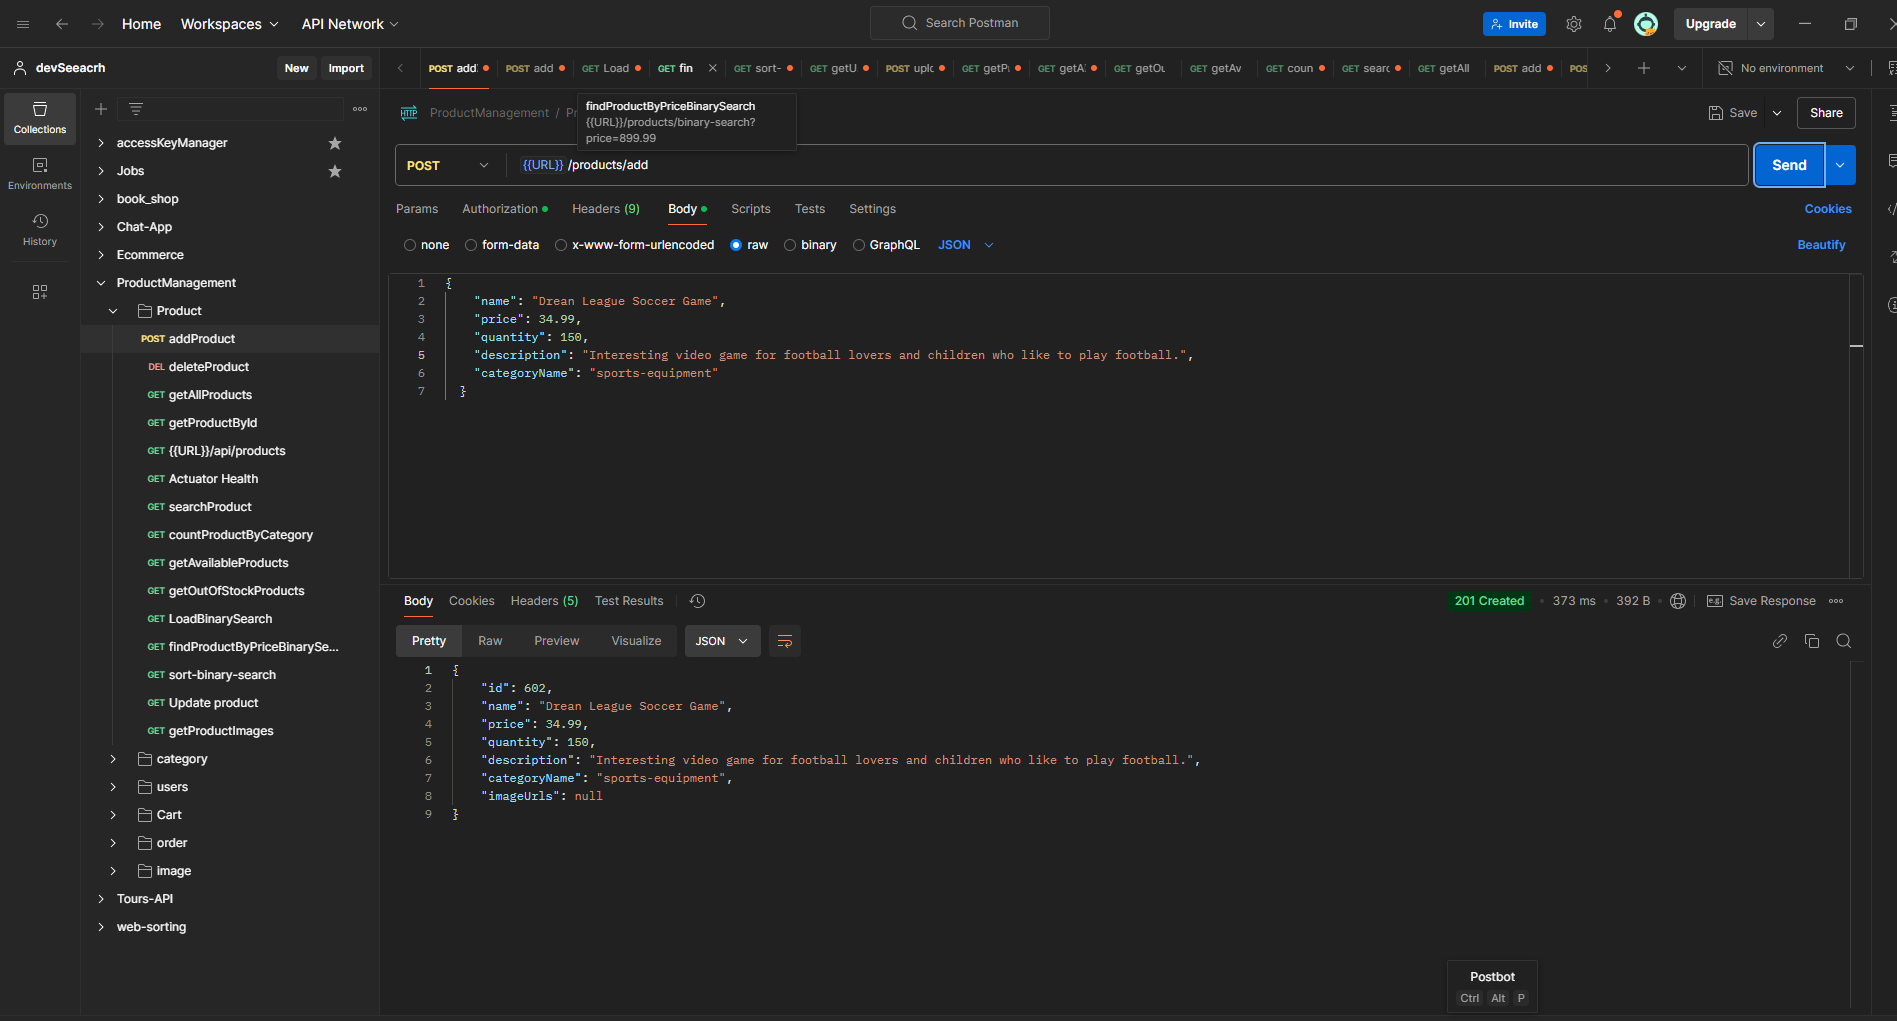 Home Workspaces API Network Search Postman Invite Upgrade
devSeeacrh New Import POST add POST add GET Load GET fin GET sort- GET getU POST uplo GET getPr GET getA GET getOu GET getAv GET coun GET searc GET getAll POST add POS No environment
Collections
Environments
History
accessKeyManager
Jobs
book_shop
Chat-App
Ecommerce
ProductManagement
Product
POST addProduct
DEL deleteProduct
GET getAllProducts
GET getProductById
GET {{URL}}/api/products
GET Actuator Health
GET searchProduct
GET countProductByCategory
GET getAvailableProducts
GET getOutOfStockProducts
GET LoadBinarySearch
GET findProductByPriceBinarySe...
GET sort-binary-search
GET Update product
GET getProductImages
category
users
Cart
order
image
Tours-API
web-sorting
HTTP ProductManagement / Pr Save Share
findProductByPriceBinarySearch
{{URL}}/products/binary-search?
price=899.99
POST {{URL}} /products/add Send
Params Authorization Headers (9) Body Scripts Tests Settings Cookies
none form-data x-www-form-urlencoded raw binary GraphQL JSON Beautify
1 {
2 "name": "Drean League Soccer Game",
3 "price": 34.99,
4 "quantity": 150,
5 "description": "Interesting video game for football lovers and children who like to play football.",
6 "categoryName": "sports-equipment"
7 }
Body Cookies Headers (5) Test Results 201 Created 373 ms 392 B e.g. Save Response
Pretty Raw Preview Visualize JSON
1 {
2 "id": 602,
3 "name": "Drean League Soccer Game",
4 "price": 34.99,
5 "quantity": 150,
6 "description": "Interesting video game for football lovers and children who like to play football.",
7 "categoryName": "sports-equipment",
8 "imageUrls": null
9 }
Postbot
Ctrl Alt P